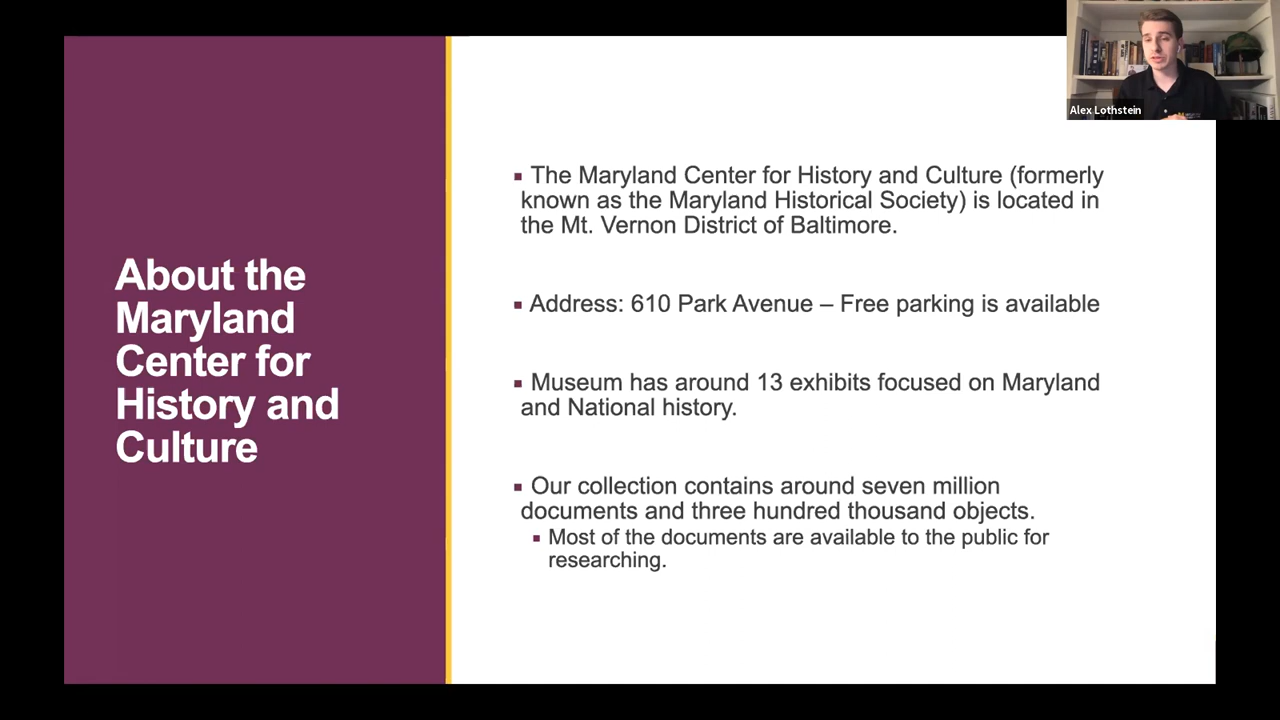 Alex Lothstein
About the
Maryland
Center for
History and
Culture
▪ The Maryland Center for History and Culture (formerly
known as the Maryland Historical Society) is located in
the Mt. Vernon District of Baltimore.
▪ Address: 610 Park Avenue – Free parking is available
▪ Museum has around 13 exhibits focused on Maryland
and National history.
▪ Our collection contains around seven million
documents and three hundred thousand objects.
▪ Most of the documents are available to the public for
researching.